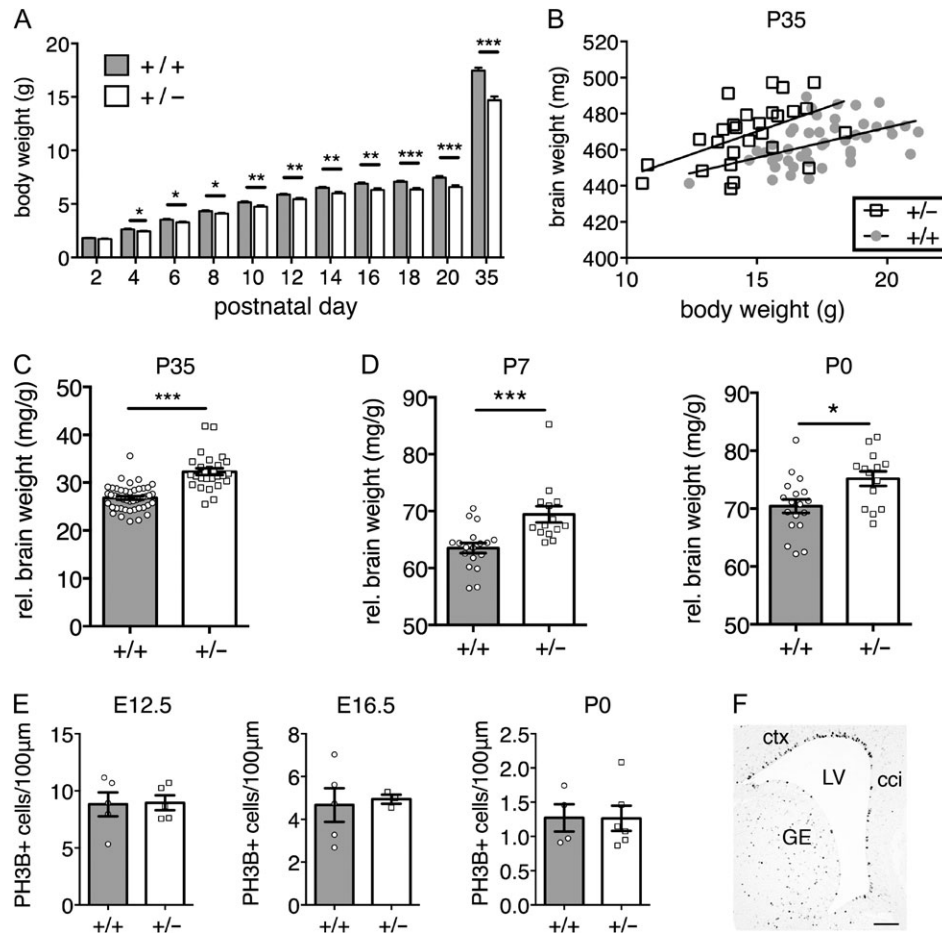 A
body weight (g)
20
15
10
5
0
+/+
+/−
*
*
*
**
**
**
**
***
***
***
2 4 6 8 10 12 14 16 18 20 35
postnatal day
B
P35
brain weight (mg)
520
500
480
460
440
420
400
+/−
+/+
10 15 20
body weight (g)
C
P35
rel. brain weight (mg/g)
50
40
30
20
10
0
***
+/+ +/−
D
P7
rel. brain weight (mg/g)
90
80
70
60
50
***
+/+ +/−
P0
rel. brain weight (mg/g)
90
80
70
60
50
*
+/+ +/−
E
E12.5
PH3B+ cells/100µm
15
10
5
0
+/+ +/−
E16.5
PH3B+ cells/100µm
8
6
4
2
0
+/+ +/−
P0
PH3B+ cells/100µm
2.5
2.0
1.5
1.0
0.5
0.0
+/+ +/−
F
ctx
LV
cci
GE